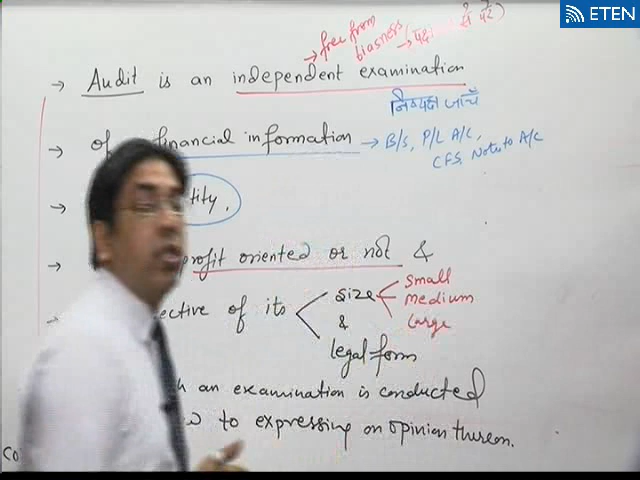 ETEN
→ free from
biasness
→ Audit is an independent examination
निष्पक्ष जाँच
→ of financial information → B/S, P/L A/C,
CFS, Note to A/C
→ tity,
→ profit oriented or not &
ective of its size small
medium
large
&
legal form
h an examination is conducted
to expressing an opinion thereon.
co